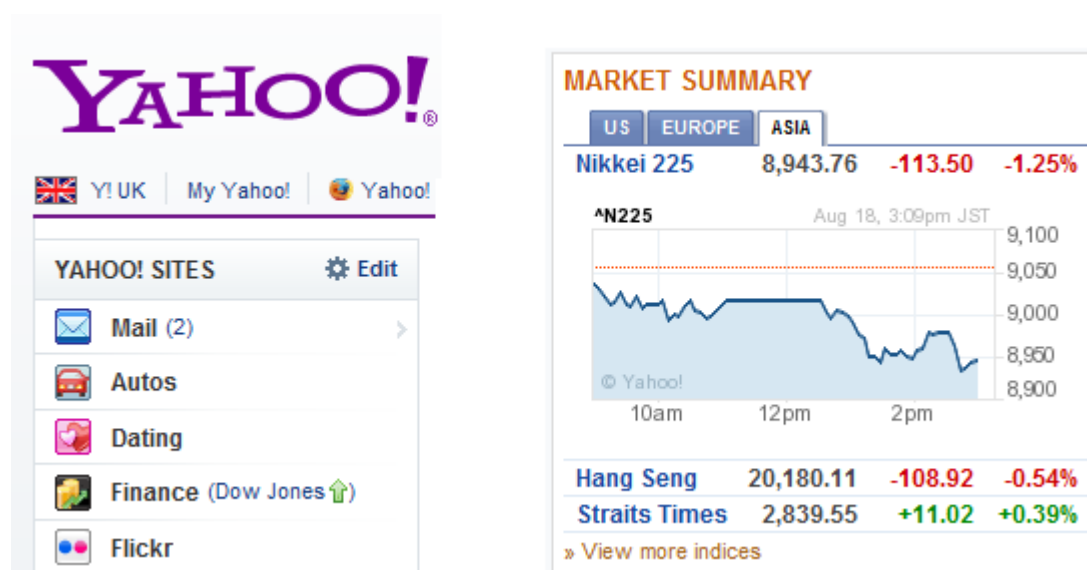 YAHOO!®
Y! UK My Yahoo! Yahoo!
YAHOO! SITES Edit
Mail (2)
Autos
Dating
Finance (Dow Jones)
Flickr
MARKET SUMMARY
US EUROPE ASIA
Nikkei 225 8,943.76 -113.50 -1.25%
^N225 Aug 18, 3:09pm JST
9,100
9,050
9,000
8,950
8,900
© Yahoo!
10am 12pm 2pm
Hang Seng 20,180.11 -108.92 -0.54%
Straits Times 2,839.55 +11.02 +0.39%
» View more indices